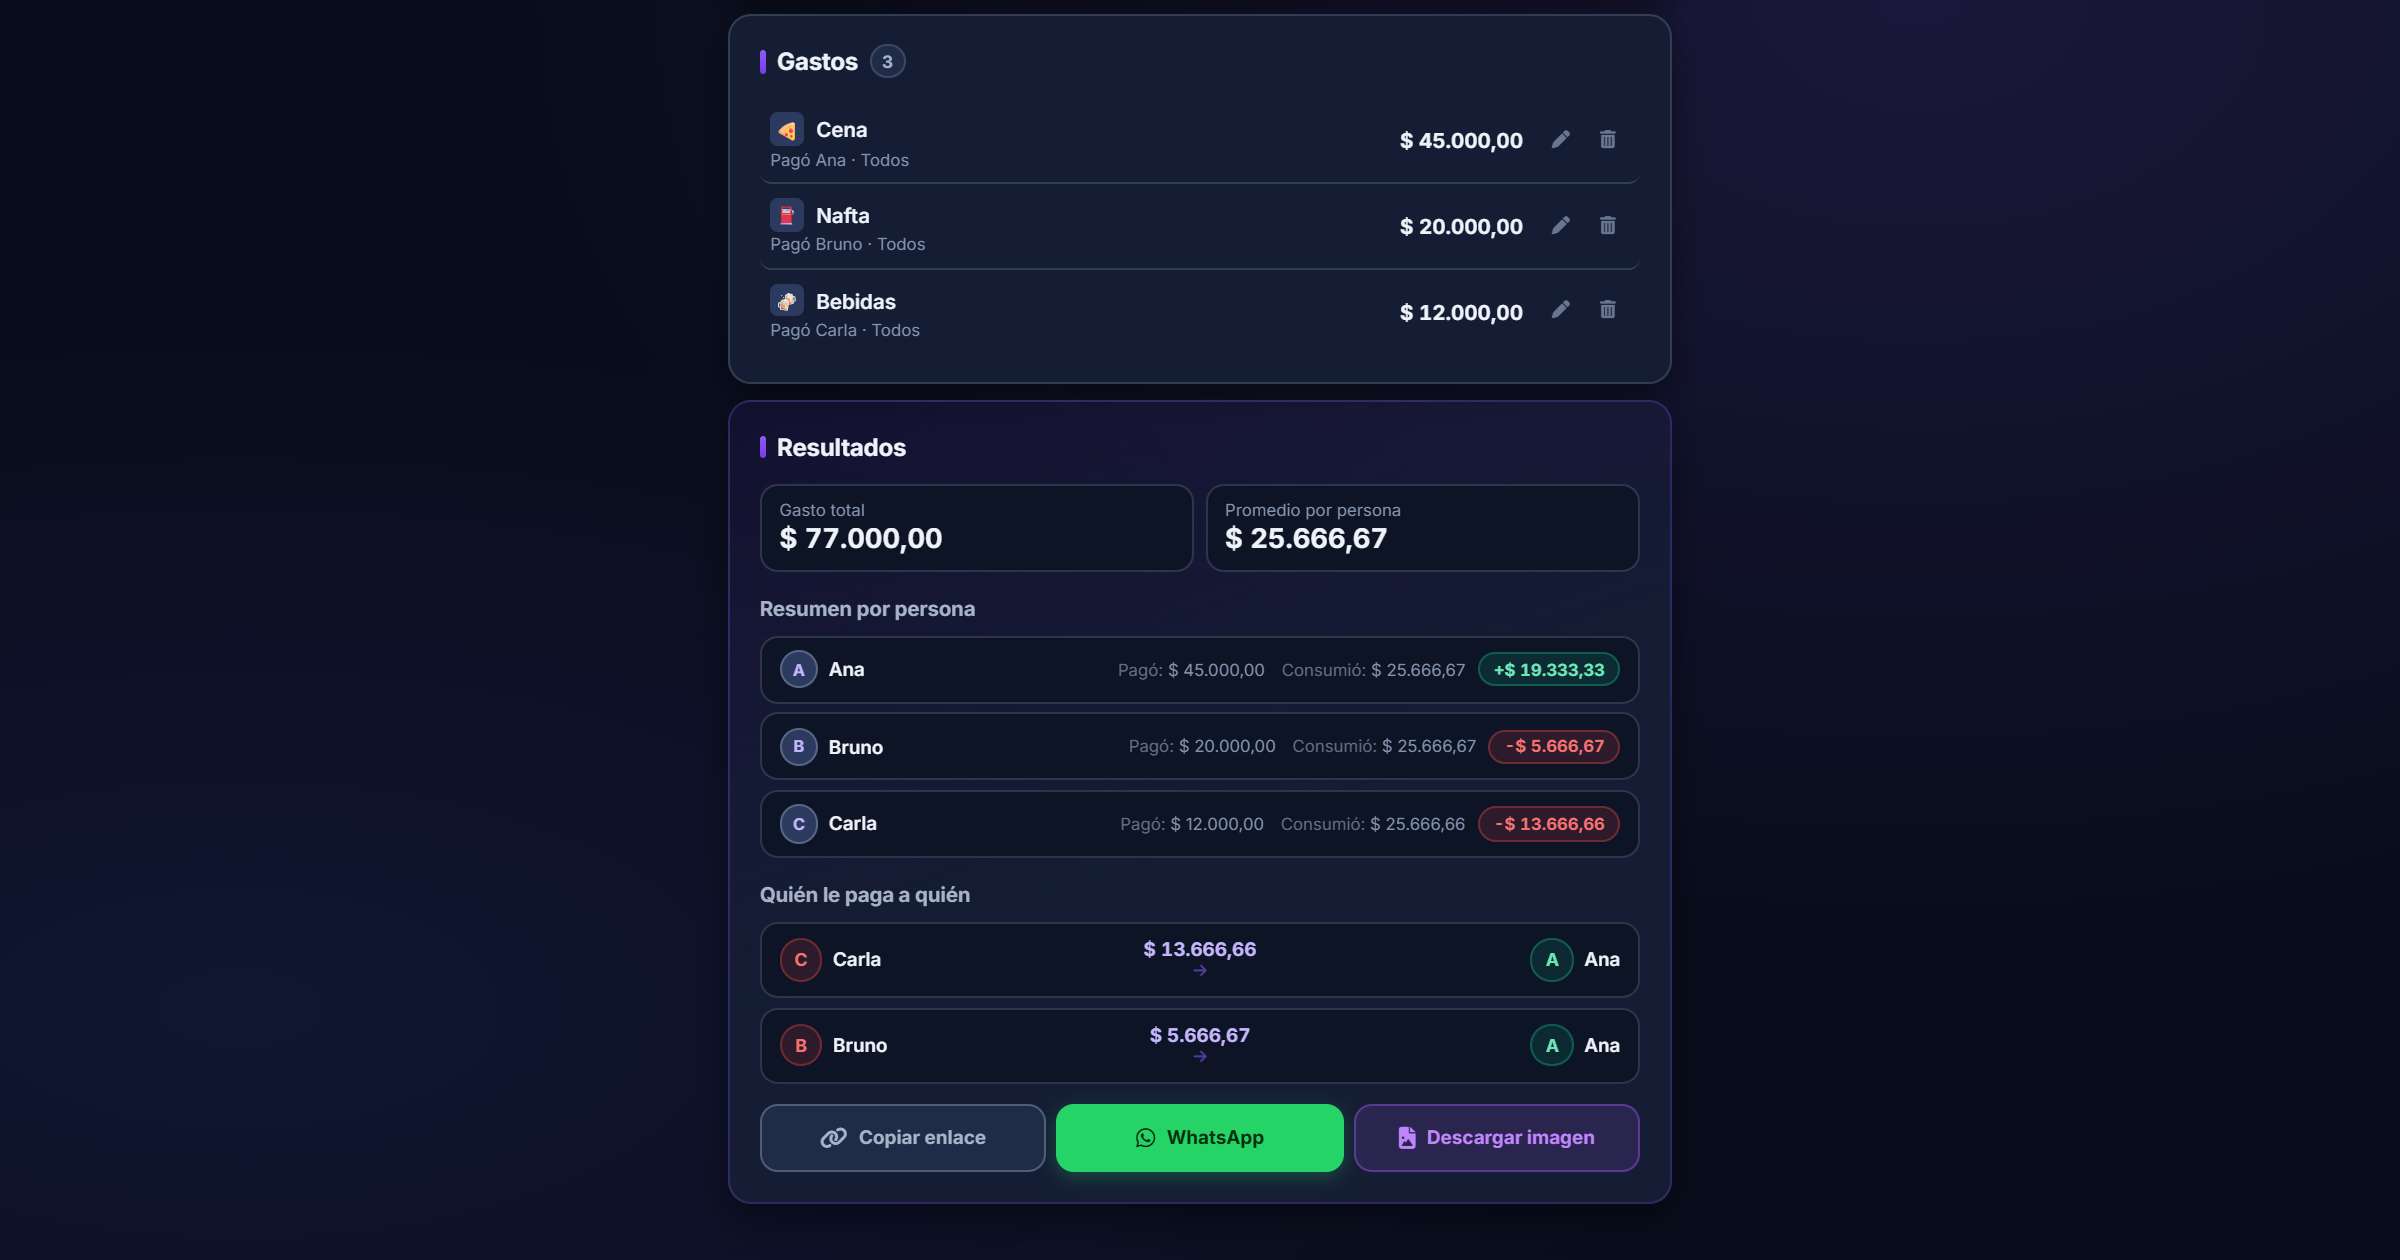 Gastos 3
Cena
Pagó Ana · Todos
$ 45.000,00
Nafta
Pagó Bruno · Todos
$ 20.000,00
Bebidas
Pagó Carla · Todos
$ 12.000,00
Resultados
Gasto total
$ 77.000,00
Promedio por persona
$ 25.666,67
Resumen por persona
A Ana Pagó: $ 45.000,00 Consumió: $ 25.666,67 +$ 19.333,33
B Bruno Pagó: $ 20.000,00 Consumió: $ 25.666,67 -$ 5.666,67
C Carla Pagó: $ 12.000,00 Consumió: $ 25.666,66 -$ 13.666,66
Quién le paga a quién
C Carla $ 13.666,66 → A Ana
B Bruno $ 5.666,67 → A Ana
Copiar enlace WhatsApp Descargar imagen